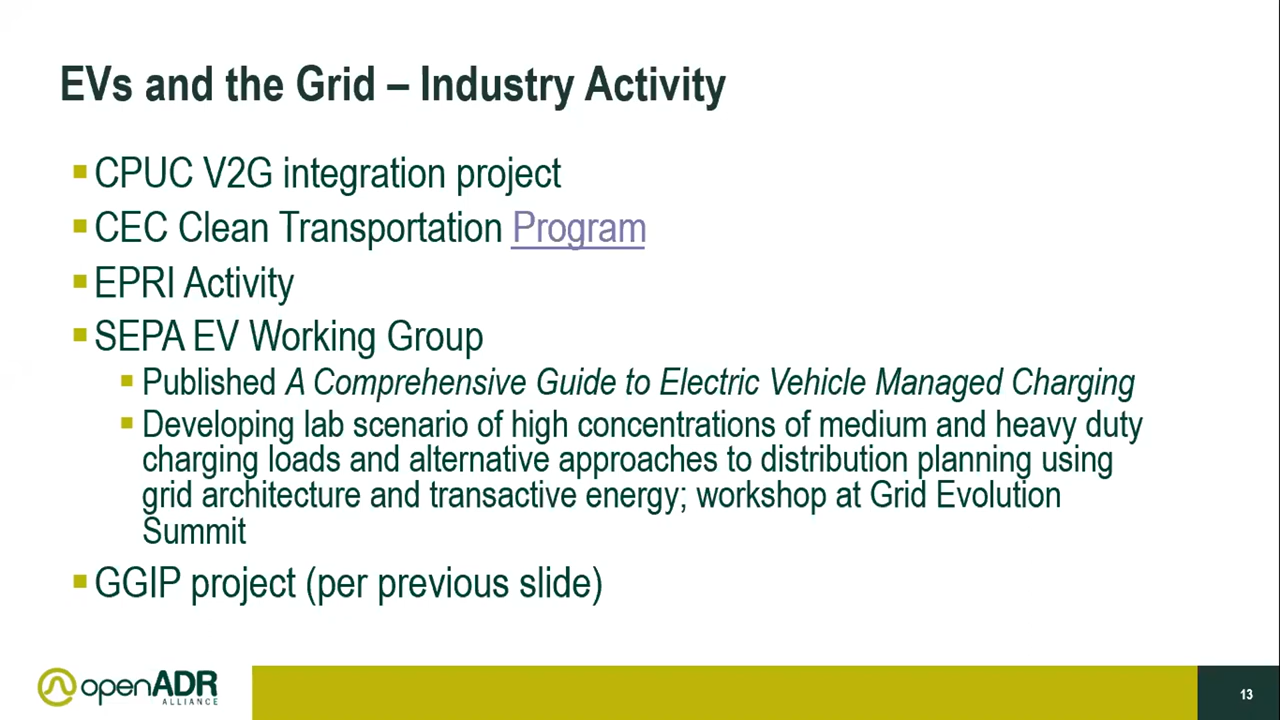 EVs and the Grid – Industry Activity
CPUC V2G integration project
CEC Clean Transportation Program
EPRI Activity
SEPA EV Working Group
Published A Comprehensive Guide to Electric Vehicle Managed Charging
Developing lab scenario of high concentrations of medium and heavy duty
charging loads and alternative approaches to distribution planning using
grid architecture and transactive energy; workshop at Grid Evolution
Summit
GGIP project (per previous slide)
openADR
ALLIANCE
13